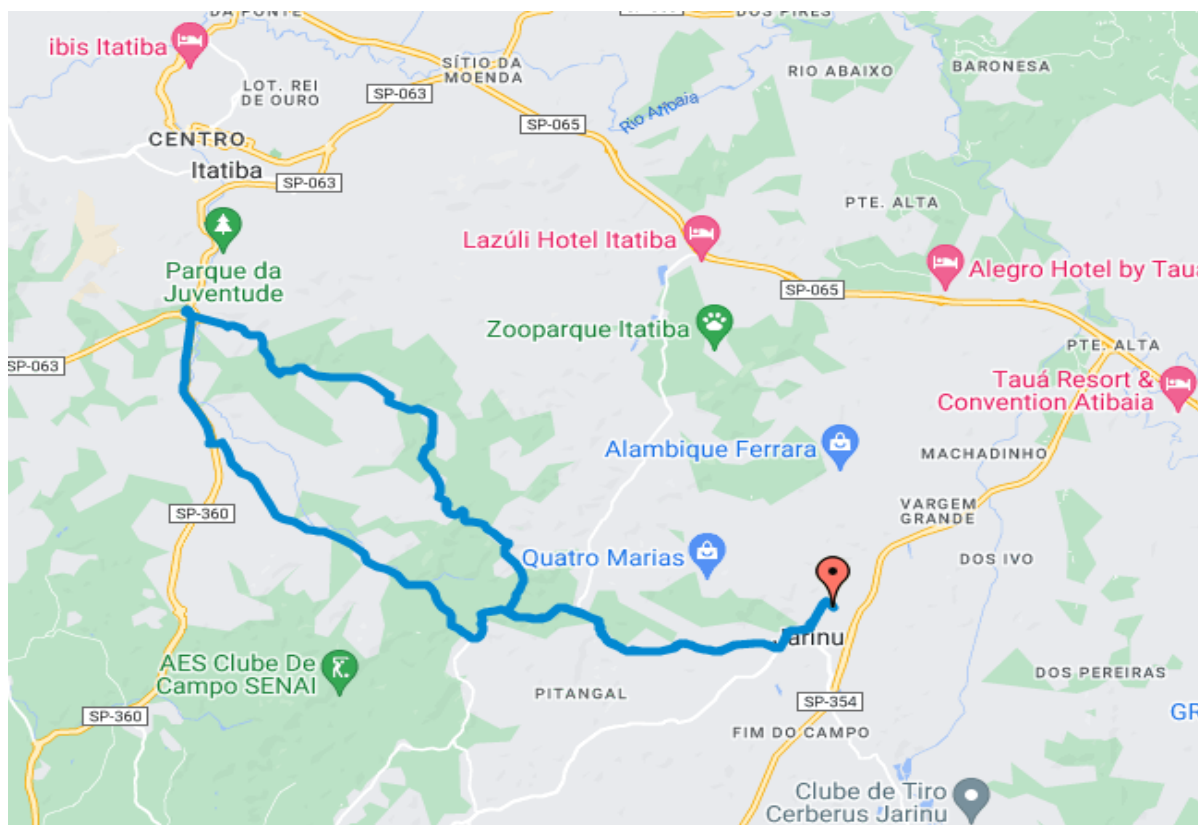 DA PONTE
DOS PIRES
ibis Itatiba
SÍTIO DA
MOENDA
RIO ABAIXO
BARONESA
LOT. REI
DE OURO
SP-063
SP-065
Rio Atibaia
CENTRO
Itatiba
SP-063
PTE. ALTA
Lazúli Hotel Itatiba
Parque da
Juventude
Alegro Hotel by Tauá
SP-065
Zooparque Itatiba
PTE. ALTA
SP-063
Tauá Resort &
Convention Atibaia
Alambique Ferrara
MACHADINHO
SP-360
VARGEM
GRANDE
Quatro Marias
DOS IVO
Jarinu
AES Clube De
Campo SENAI
PITANGAL
DOS PEREIRAS
SP-354
SP-360
GR
FIM DO CAMPO
Clube de Tiro
Cerberus Jarinu